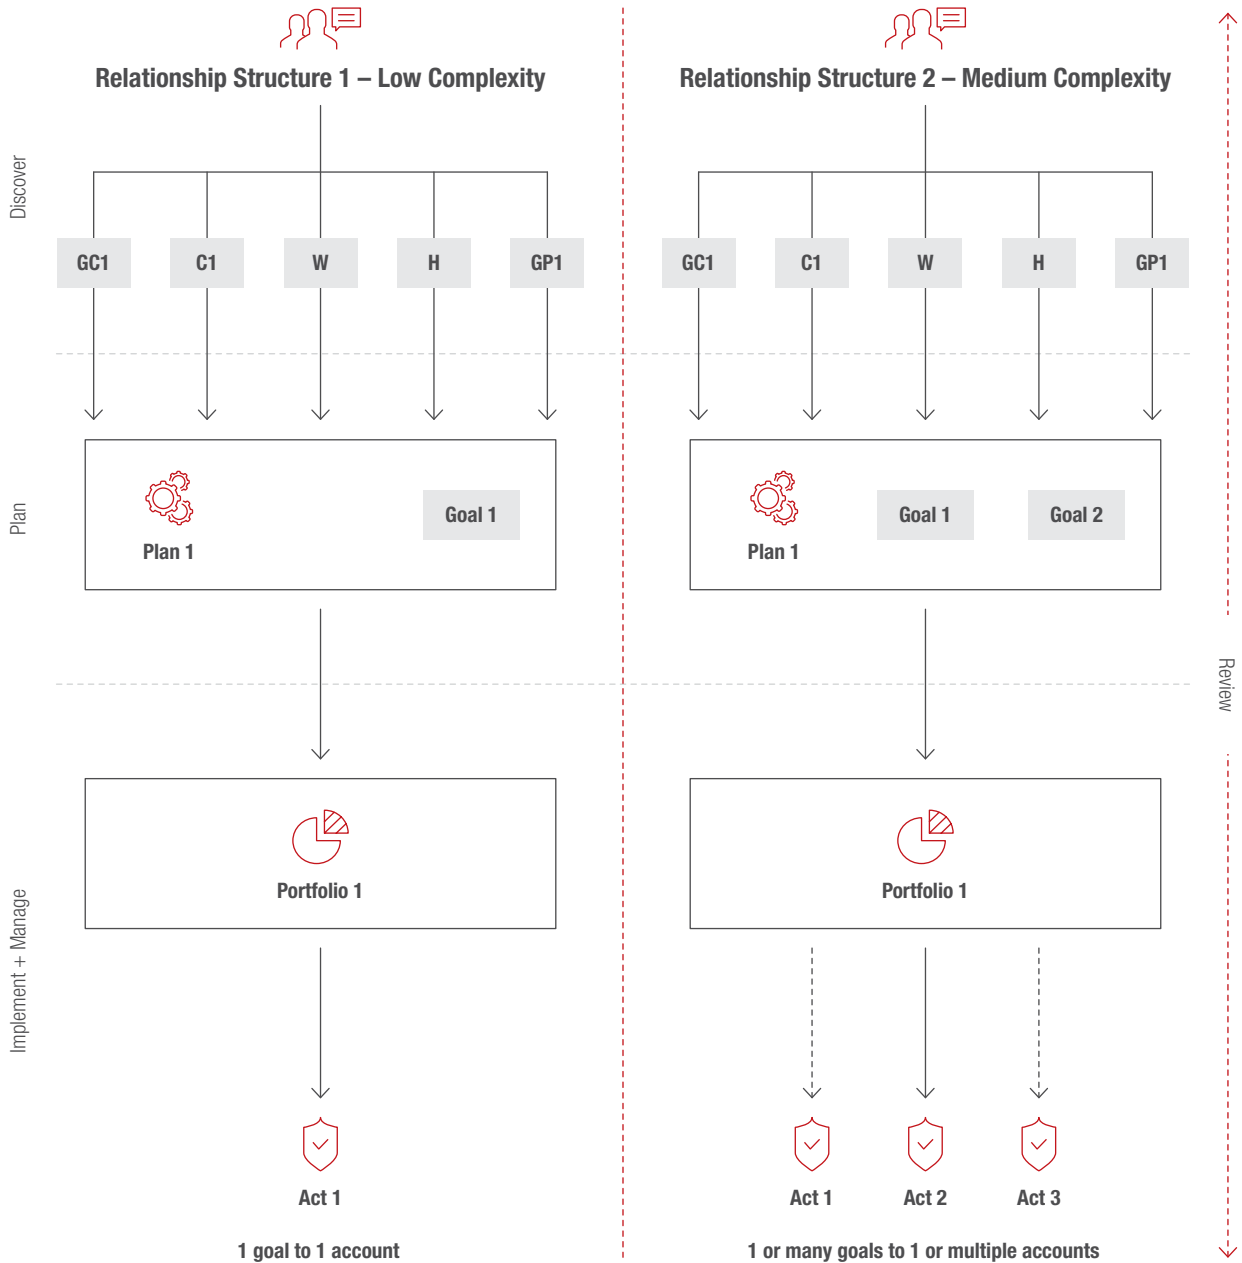 Relationship Structure 1 – Low Complexity
Relationship Structure 2 – Medium Complexity
Discover
GC1 C1 W H GP1
GC1 C1 W H GP1
Plan
Plan 1
Goal 1
Plan 1
Goal 1
Goal 2
Review
Implement + Manage
Portfolio 1
Portfolio 1
Act 1
Act 1
Act 2
Act 3
1 goal to 1 account
1 or many goals to 1 or multiple accounts